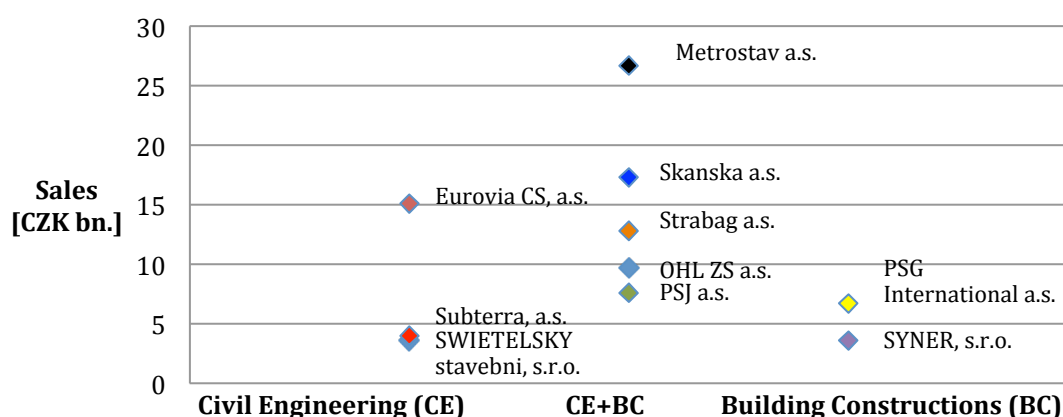 30
25
20
15
10
5
0
Sales
[CZK bn.]
Metrostav a.s.
Skanska a.s.
Eurovia CS, a.s.
Strabag a.s.
OHL ZS a.s.
PSG
International a.s.
PSJ a.s.
Subterra, a.s.
SWIETELSKY
stavebni, s.r.o.
SYNER, s.r.o.
Civil Engineering (CE)
CE+BC
Building Constructions (BC)